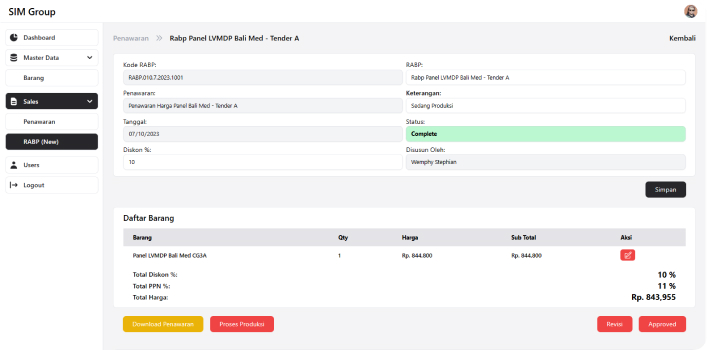 SIM Group
Dashboard
Master Data
Barang
Sales
Penawaran
RABP (New)
Users
Logout
Penawaran >> Rabp Panel LVMDP Bali Med - Tender A
Kembali
Kode RABP:
RABP.010.7.2023.1001
RABP:
Rabp Panel LVMDP Bali Med - Tender A
Penawaran:
Penawaran Harga Panel Bali Med - Tender A
Keterangan:
Sedang Produksi
Tanggal:
07/10/2023
Status:
Complete
Diskon %:
10
Disusun Oleh:
Wemphy Stephian
Simpan
Daftar Barang
Barang Qty Harga Sub Total Aksi
Panel LVMDP Bali Med CG3A 1 Rp. 844.800 Rp. 844.800
Total Diskon %: 10 %
Total PPN %: 11 %
Total Harga: Rp. 843,955
Download Penawaran Proses Produksi Revisi Approved